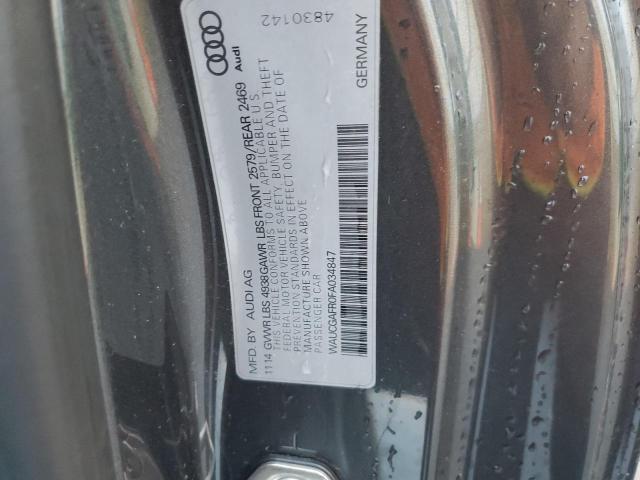 4830142
Audi
MFD. BY AUDI AG
11 14 GVWR LBS 4938 GAWR LBS FRONT 2579/REAR 2469
THIS VEHICLE CONFORMS TO ALL APPLICABLE U S
FEDERAL MOTOR VEHICLE SAFETY, BUMPER AND THEFT
PREVENTION STANDARDS IN EFFECT ON THE DATE OF
MANUFACTURE SHOWN ABOVE
PASSENGER CAR
WAUCGAFR0FA034847
GERMANY